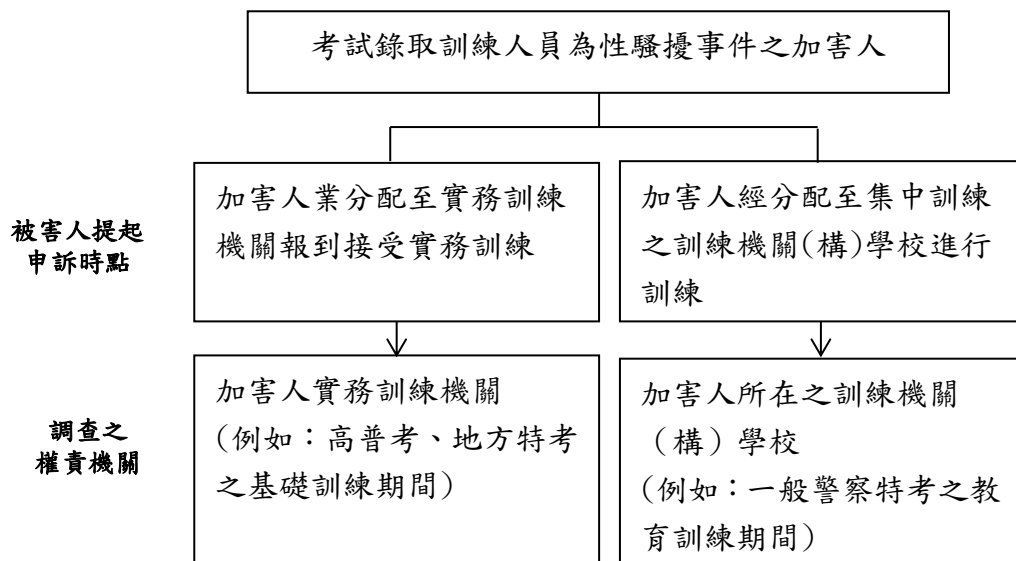 考試錄取訓練人員為性騷擾事件之加害人
被害人提起
申訴時點
加害人業分配至實務訓練
機關報到接受實務訓練
加害人經分配至集中訓練
之訓練機關(構)學校進行
訓練
調查之
權責機關
加害人實務訓練機關
(例如：高普考、地方特考
之基礎訓練期間)
加害人所在之訓練機關
（構）學校
(例如：一般警察特考之教
育訓練期間)